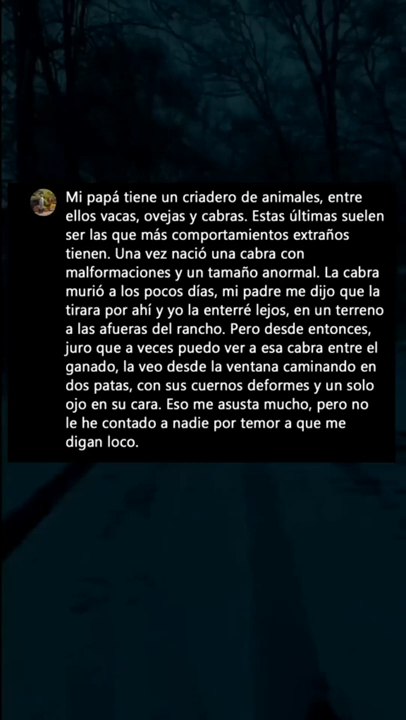 Mi papá tiene un criadero de animales, entre
ellos vacas, ovejas y cabras. Estas últimas suelen
ser las que más comportamientos extraños
tienen. Una vez nació una cabra con
malformaciones y un tamaño anormal. La cabra
murió a los pocos días, mi padre me dijo que la
tirara por ahí y yo la enterré lejos, en un terreno
a las afueras del rancho. Pero desde entonces,
juro que a veces puedo ver a esa cabra entre el
ganado, la veo desde la ventana caminando en
dos patas, con sus cuernos deformes y un solo
ojo en su cara. Eso me asusta mucho, pero no
le he contado a nadie por temor a que me
digan loco.